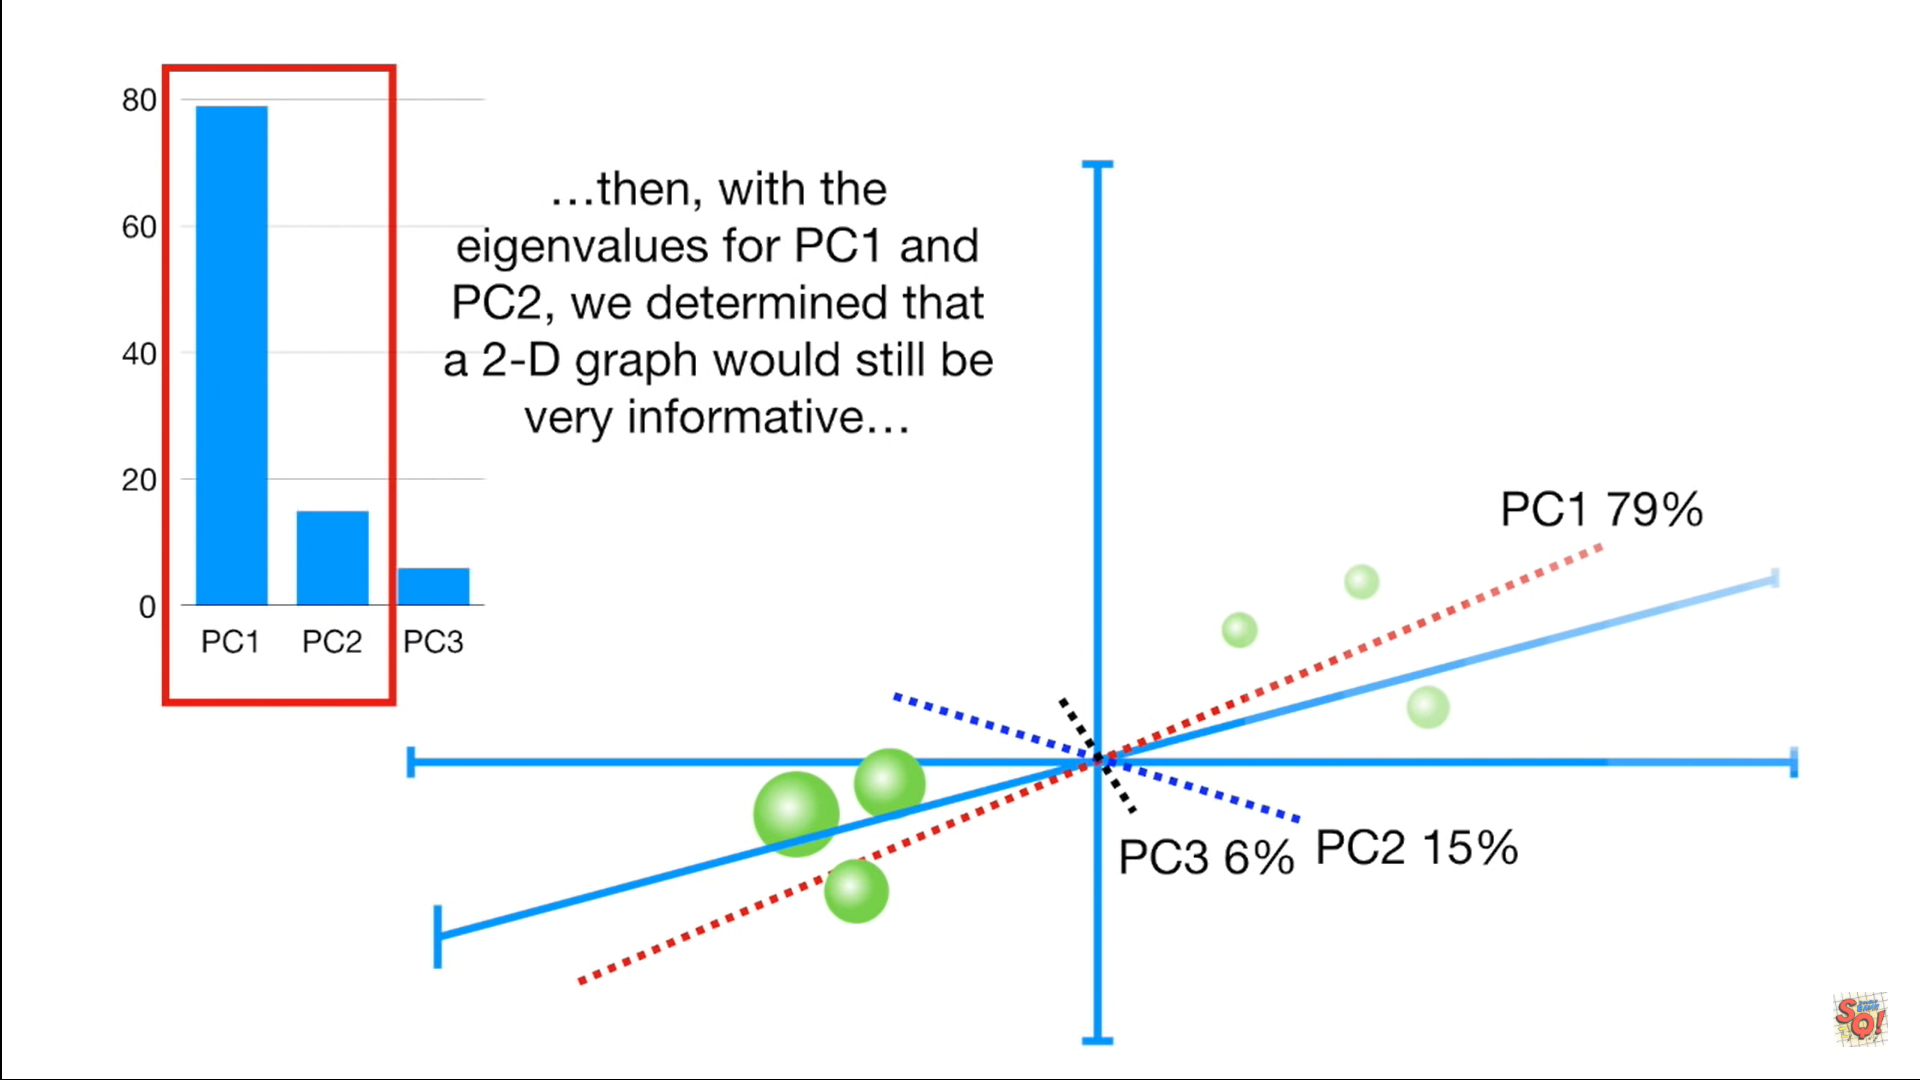 80
60
40
20
0
PC1 PC2 PC3
…then, with the
eigenvalues for PC1 and
PC2, we determined that
a 2-D graph would still be
very informative…
PC1 79%
PC3 6%
PC2 15%
SQ!